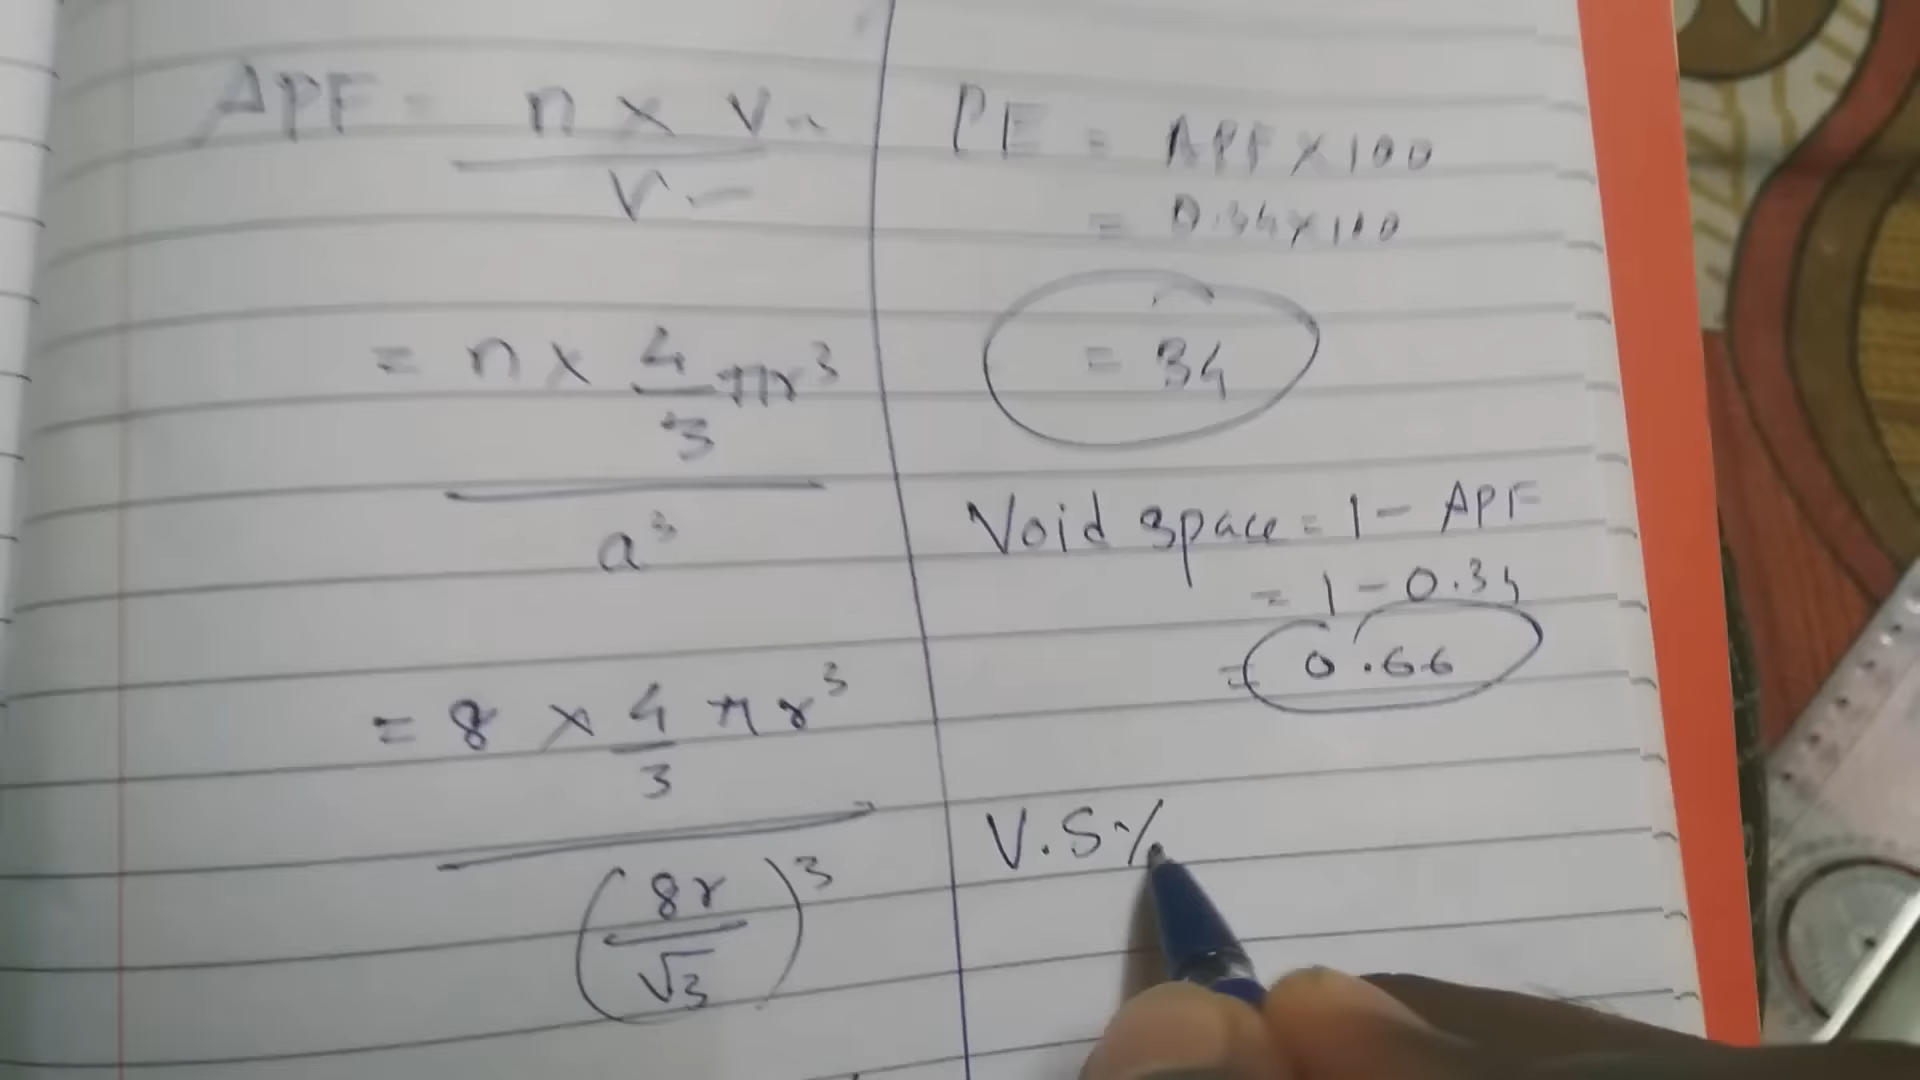 APF = n x Va
V
= n x 4 πr³
3
a³
= 8 x 4 πr³
3
(8r)³
√3
PE = APF x 100
= 0.34 x 100
= 34
Void space = 1 - APF
= 1 - 0.34
= 0.66
V.S%